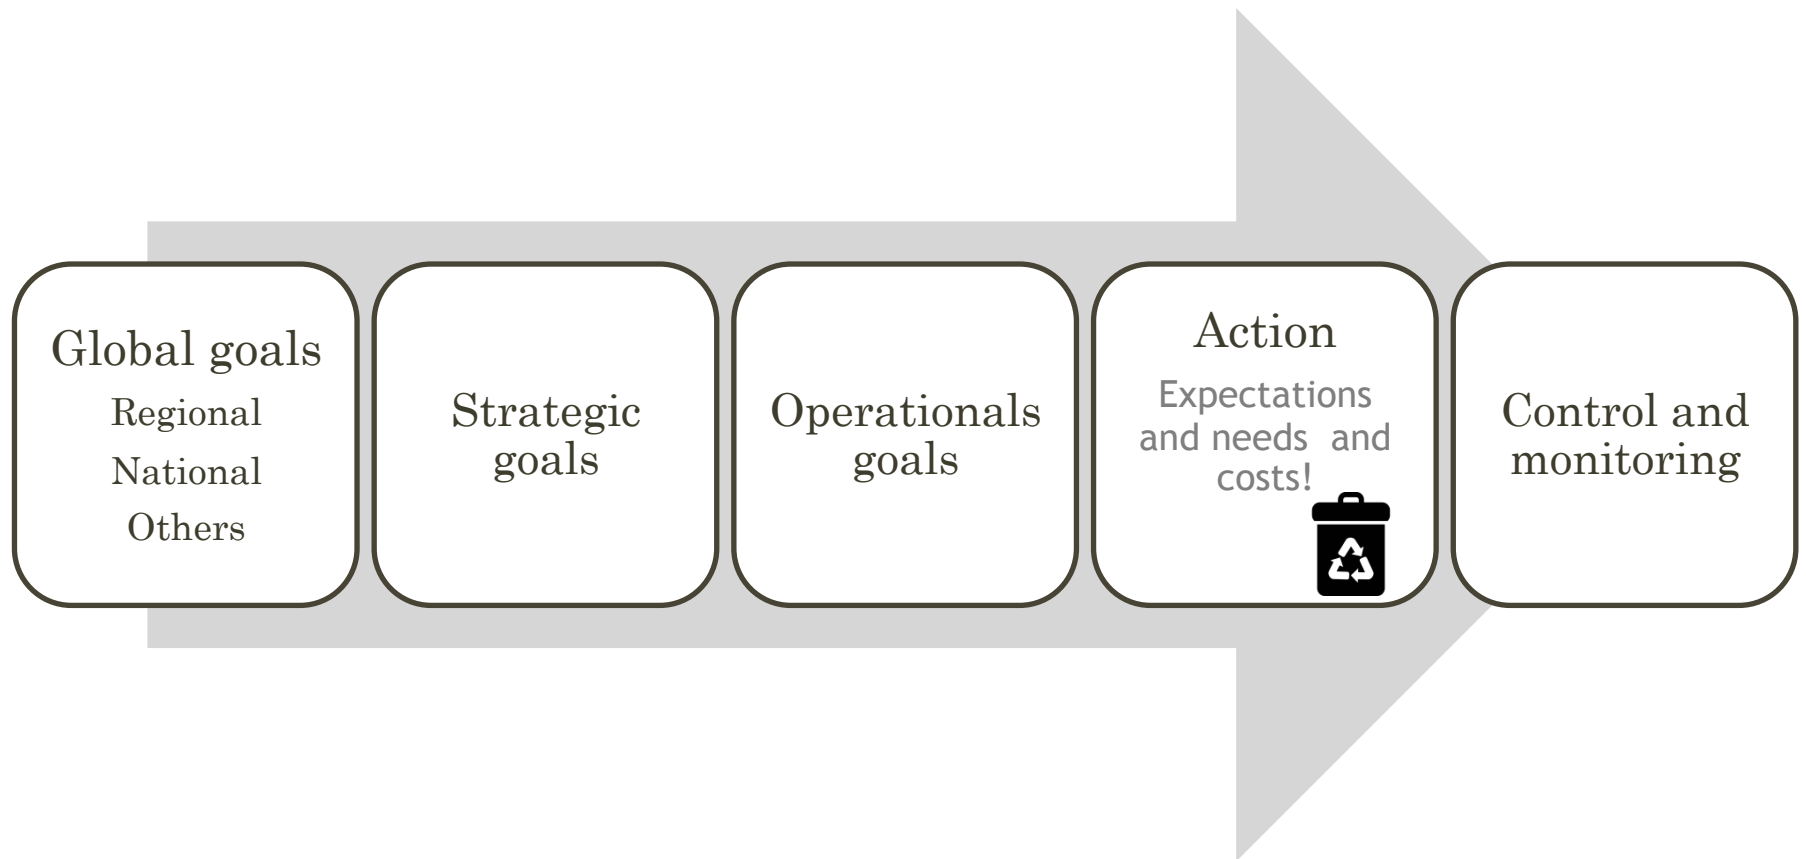 Global goals
Regional
National
Others
Strategic
goals
Operationals
goals
Action
Expectations
and needs  and
costs!
Control and
monitoring